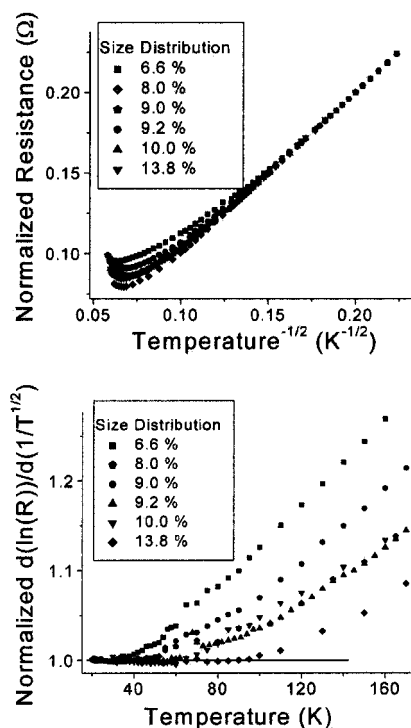 Normalized Resistance (Ω)
0.20
0.15
0.10
Size Distribution
6.6 %
8.0 %
9.0 %
9.2 %
10.0 %
13.8 %
0.05 0.10 0.15 0.20
Temperature^-1/2 (K^-1/2)
Normalized d(ln(R))/d(1/T^1/2)
1.2
1.1
1.0
Size Distribution
6.6 %
8.0 %
9.0 %
9.2 %
10.0 %
13.8 %
40 80 120 160
Temperature (K)